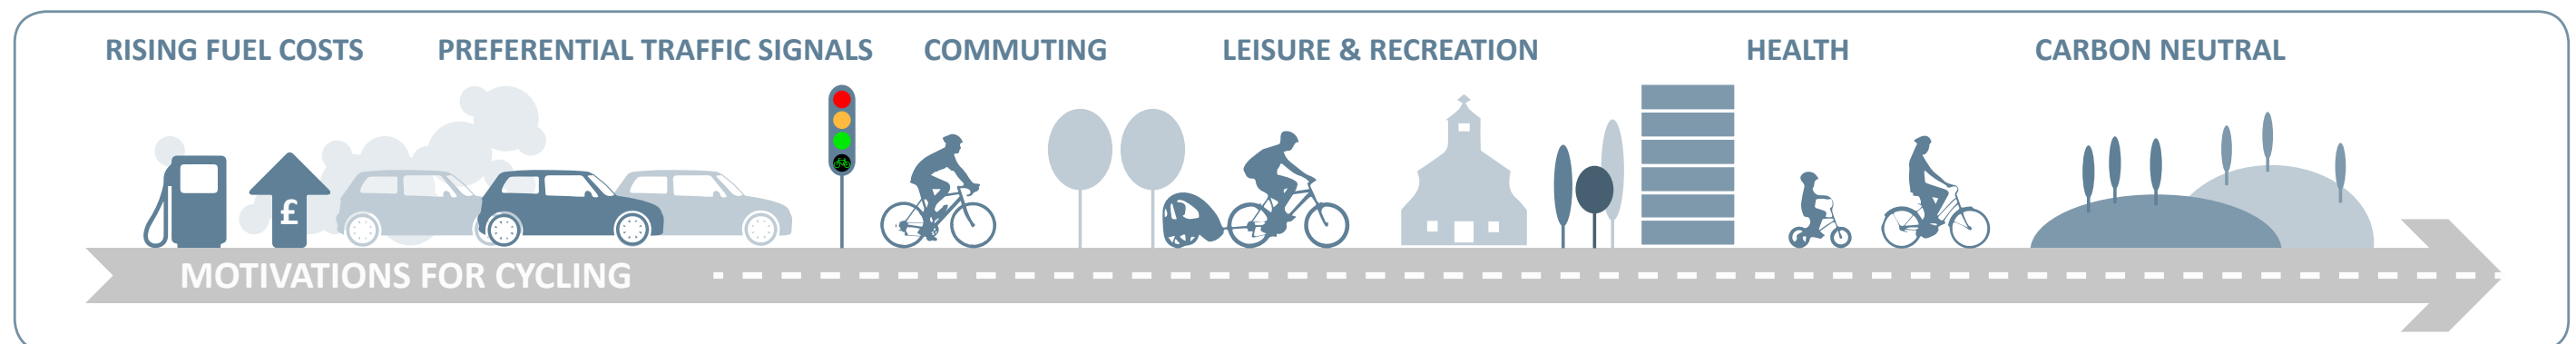 RISING FUEL COSTS
PREFERENTIAL TRAFFIC SIGNALS
COMMUTING
LEISURE & RECREATION
HEALTH
CARBON NEUTRAL
£
MOTIVATIONS FOR CYCLING